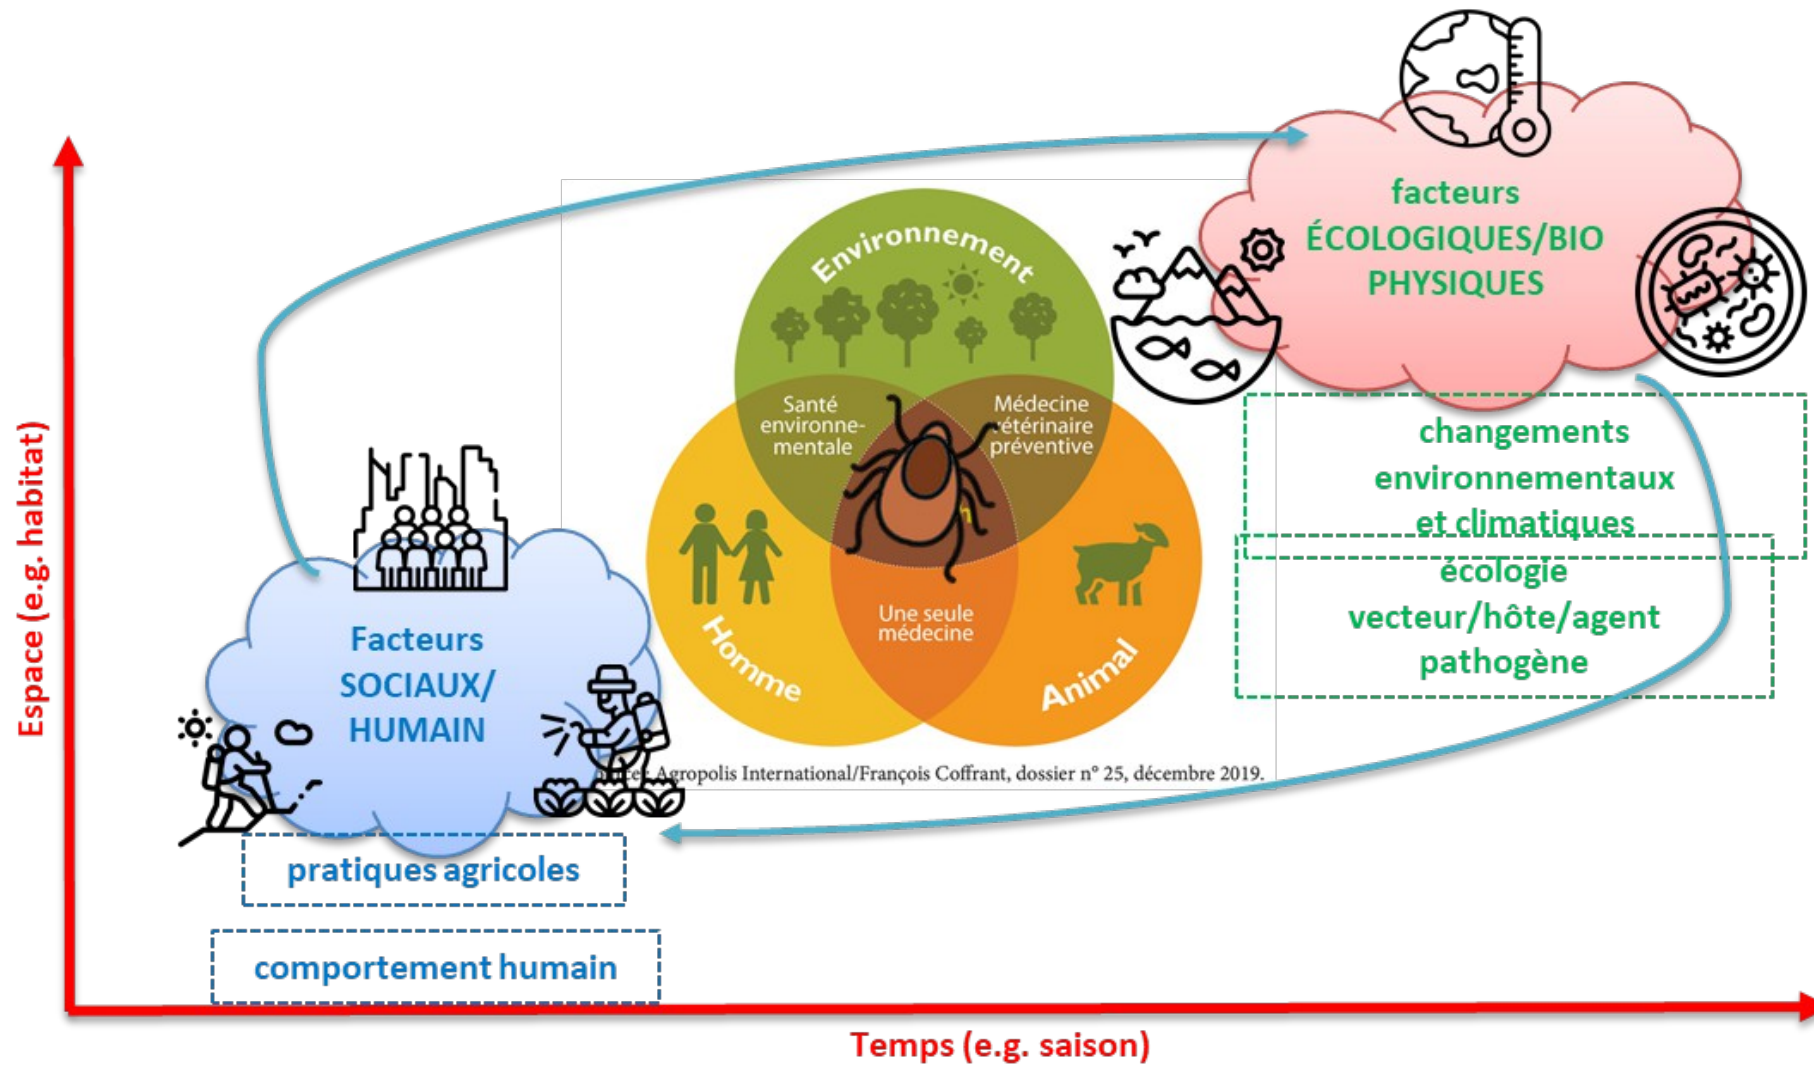 facteurs
ÉCOLOGIQUES/BIO
PHYSIQUES
Environnement
Santé
environne-
mentale
Médecine
vétérinaire
préventive
Une seule
médecine
Homme
Animal
Agropolis International/François Coffrant, dossier n° 25, décembre 2019.
changements
environnementaux
et climatiques
écologie
vecteur/hôte/agent
pathogène
Facteurs
SOCIAUX/
HUMAIN
pratiques agricoles
comportement humain
Espace (e.g. habitat)
Temps (e.g. saison)